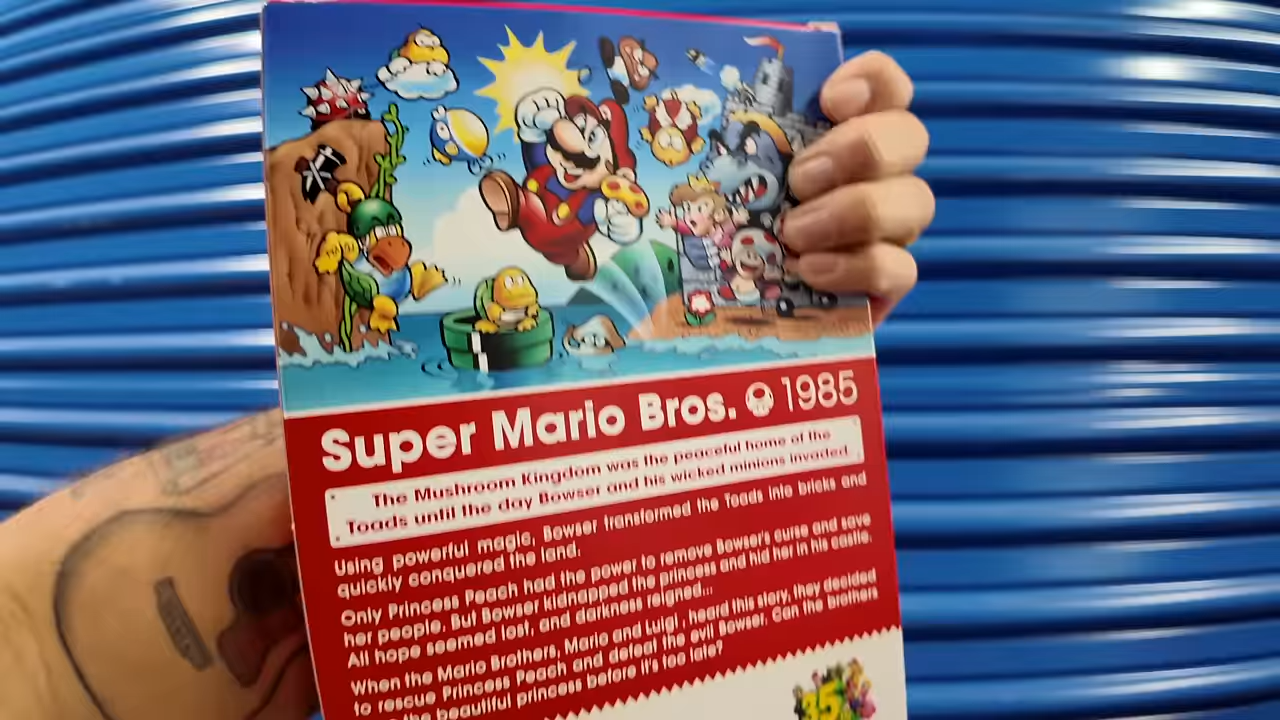 Super Mario Bros. 1985
The Mushroom Kingdom was the peaceful home of the
Toads until the day Bowser and his wicked minions invaded.
Using powerful magic, Bowser transformed the Toads into bricks and
quickly conquered the land.
Only Princess Peach had the power to remove Bowser's curse and save
her people. But Bowser kidnapped the princess and hid her in his castle.
All hope seemed lost, and darkness reigned...
When the Mario Brothers, Mario and Luigi, heard this story, they decided
to rescue Princess Peach and defeat the evil Bowser. Can the brothers
the beautiful princess before it's too late?
35